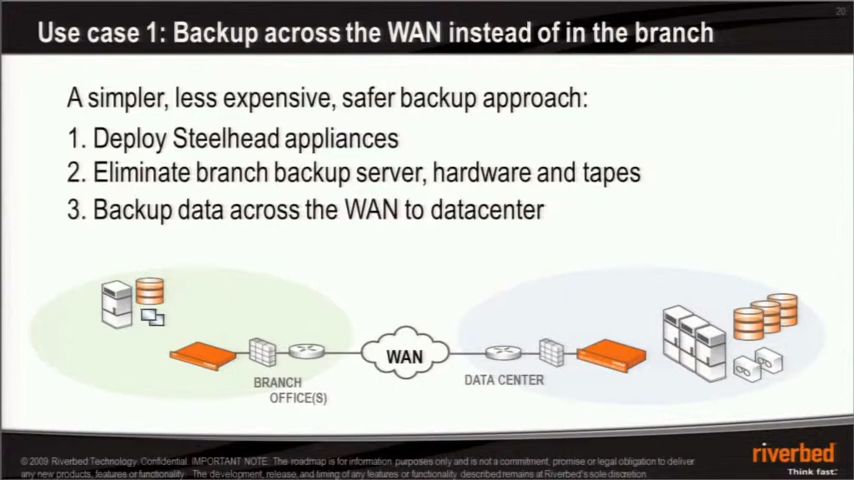 20
Use case 1: Backup across the WAN instead of in the branch
A simpler, less expensive, safer backup approach:
1. Deploy Steelhead appliances
2. Eliminate branch backup server, hardware and tapes
3. Backup data across the WAN to datacenter
WAN
BRANCH
OFFICE(S)
DATA CENTER
© 2009 Riverbed Technology Confidential. IMPORTANT NOTE: The roadmap is for information purposes only and is not a commitment, promise or legal obligation to deliver
any new products, features or functionality. The development, release, and timing of any features or functionality described remains at Riverbed's sole discretion.
riverbed
Think fast.